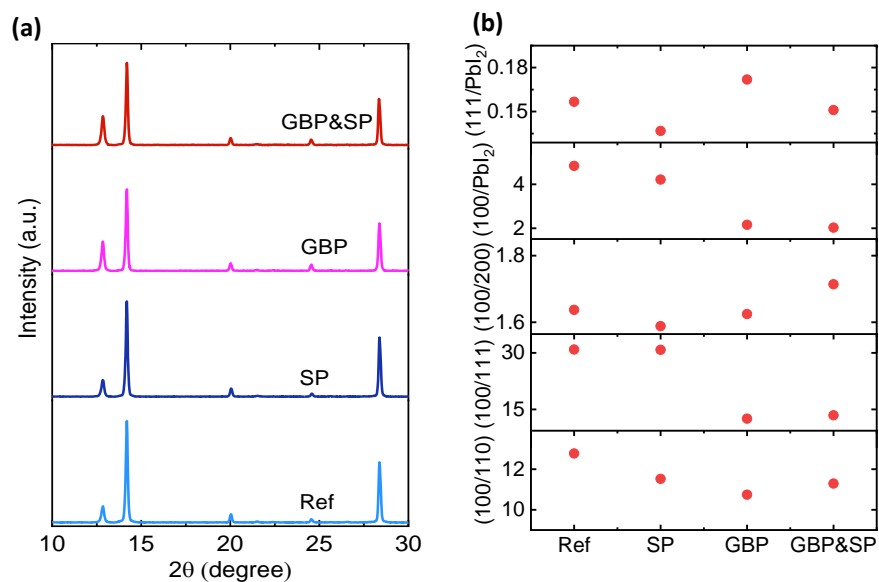 (a)
Intensity (a.u.)
GBP&SP
GBP
SP
Ref
10 15 20 25 30
2θ (degree)
(b)
(111/PbI₂)
0.18
0.15
(100/PbI₂)
4
2
(100/200)
1.8
1.6
(100/111)
30
15
(100/110)
12
10
Ref SP GBP GBP&SP